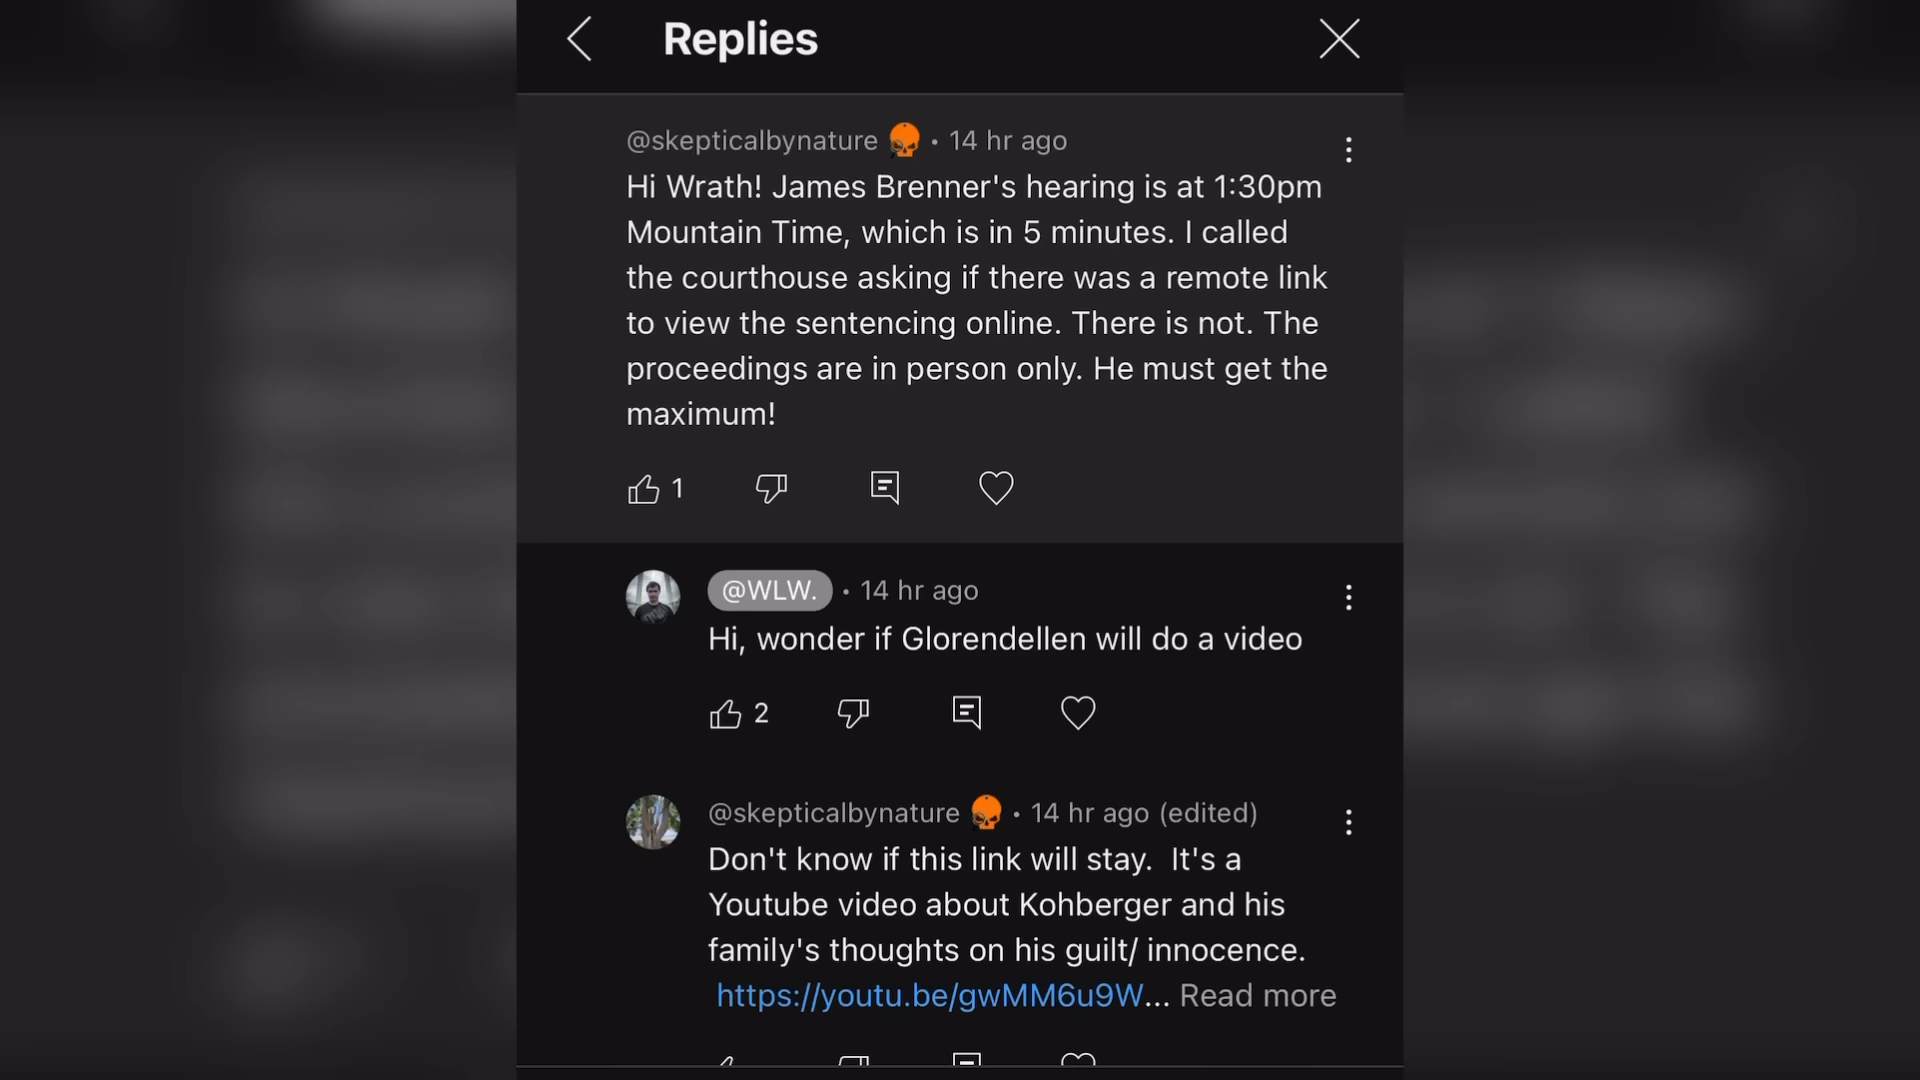 Replies
@skepticalbynature • 14 hr ago
Hi Wrath! James Brenner's hearing is at 1:30pm
Mountain Time, which is in 5 minutes. I called
the courthouse asking if there was a remote link
to view the sentencing online. There is not. The
proceedings are in person only. He must get the
maximum!
1
@WLW. • 14 hr ago
Hi, wonder if Glorendellen will do a video
2
@skepticalbynature • 14 hr ago (edited)
Don't know if this link will stay.  It's a
Youtube video about Kohberger and his
family's thoughts on his guilt/ innocence.
https://youtu.be/gwMM6u9W... Read more